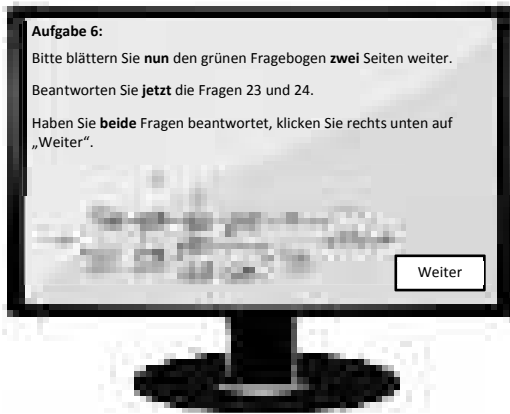 Aufgabe 6:
Bitte blättern Sie nun den grünen Fragebogen zwei Seiten weiter.
Beantworten Sie jetzt die Fragen 23 und 24.
Haben Sie beide Fragen beantwortet, klicken Sie rechts unten auf
„Weiter“.
Weiter